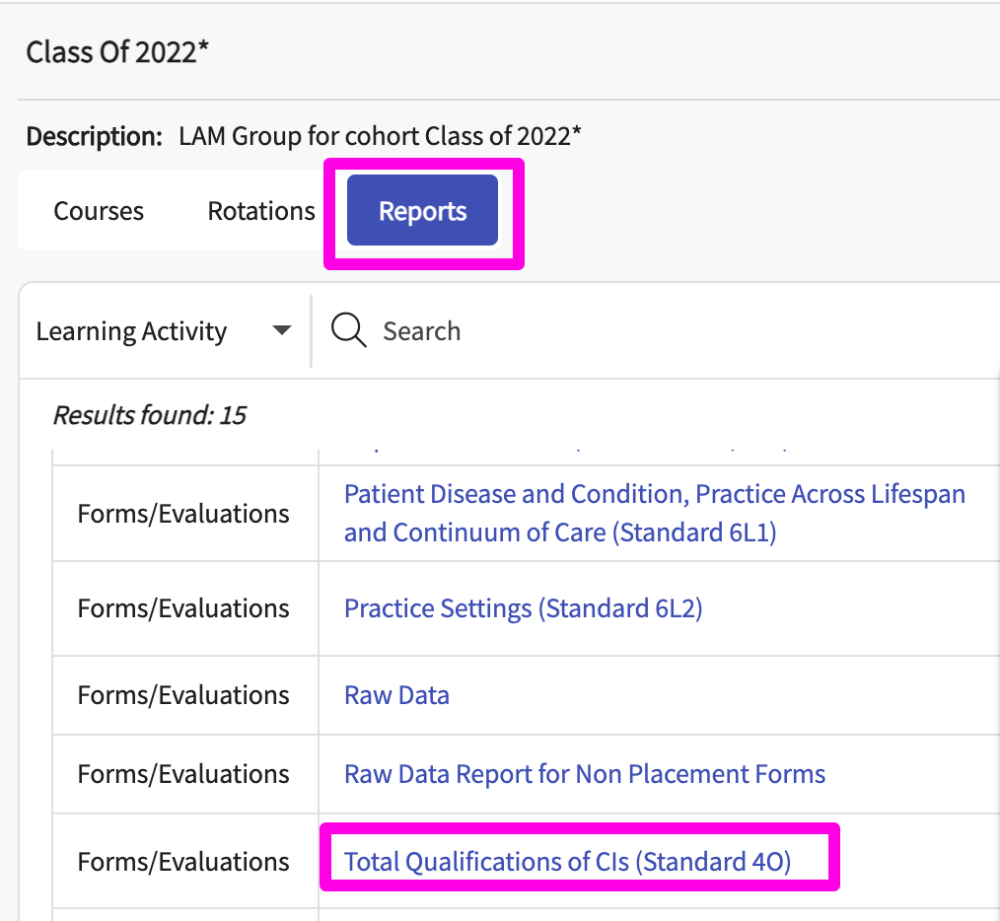 Class Of 2022*
Description: LAM Group for cohort Class of 2022*
Courses Rotations Reports
Learning Activity Search
Results found: 15
Forms/Evaluations Patient Disease and Condition, Practice Across Lifespan
and Continuum of Care (Standard 6L1)
Forms/Evaluations Practice Settings (Standard 6L2)
Forms/Evaluations Raw Data
Forms/Evaluations Raw Data Report for Non Placement Forms
Forms/Evaluations Total Qualifications of CIs (Standard 4O)